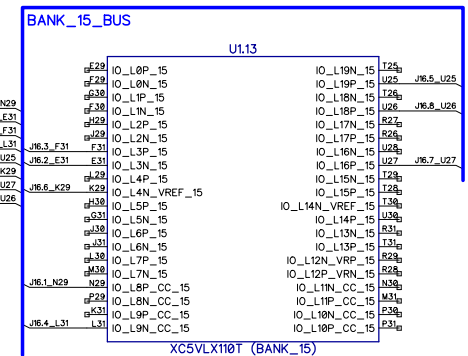 BANK_15_BUS
U1.13
E29 IO_L0P_15 IO_L19N_15 T25
F29 IO_L0N_15 IO_L19P_15 U25 J16.5_U25
G30 IO_L1P_15 IO_L18N_15 T26
N29 F30 IO_L1N_15 IO_L18P_15 U26 J16.8_U26
_E31 H29 IO_L2P_15 IO_L17N_15 R27
_F31 J29 IO_L2N_15 IO_L17P_15 R26
_L31 J16.3_F31 F31 IO_L3P_15 IO_L16N_15 U28
U25 J16.2_E31 E31 IO_L3N_15 IO_L16P_15 U27 J16.7_U27
K29 L29 IO_L4P_15 IO_L15N_15 T29
U27 J16.6_K29 K29 IO_L4N_VREF_15 IO_L15P_15 T28
U26 H30 IO_L5P_15 IO_L14N_VREF_15 T30
G31 IO_L5N_15 IO_L14P_15 U30
J30 IO_L6P_15 IO_L13N_15 R31
J31 IO_L6N_15 IO_L13P_15 T31
L30 IO_L7P_15 IO_L12N_VRP_15 R29
M30 IO_L7N_15 IO_L12P_VRN_15 R28
J16.1_N29 N29 IO_L8P_CC_15 IO_L11N_CC_15 N30
P29 IO_L8N_CC_15 IO_L11P_CC_15 M31
K31 IO_L9P_CC_15 IO_L10N_CC_15 P30
J16.4_L31 L31 IO_L9N_CC_15 IO_L10P_CC_15 P31
XC5VLX110T (BANK_15)